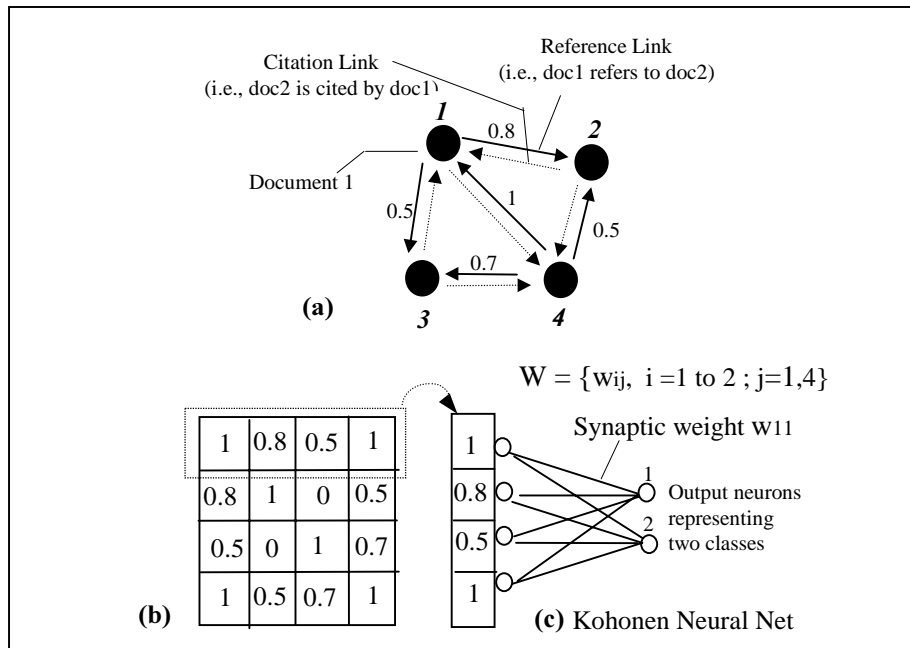 Citation Link
(i.e., doc2 is cited by doc1)
Reference Link
(i.e., doc1 refers to doc2)
1
0.8
2
Document 1
0.5
1
0.5
0.7
(a)
3
4
W = {wij, i =1 to 2 ; j=1,4}
Synaptic weight w11
1 0.8 0.5 1
0.8 1 0 0.5
0.5 0 1 0.7
1 0.5 0.7 1
(b)
1
0.8
0.5
1
1
2
Output neurons
representing
two classes
(c) Kohonen Neural Net